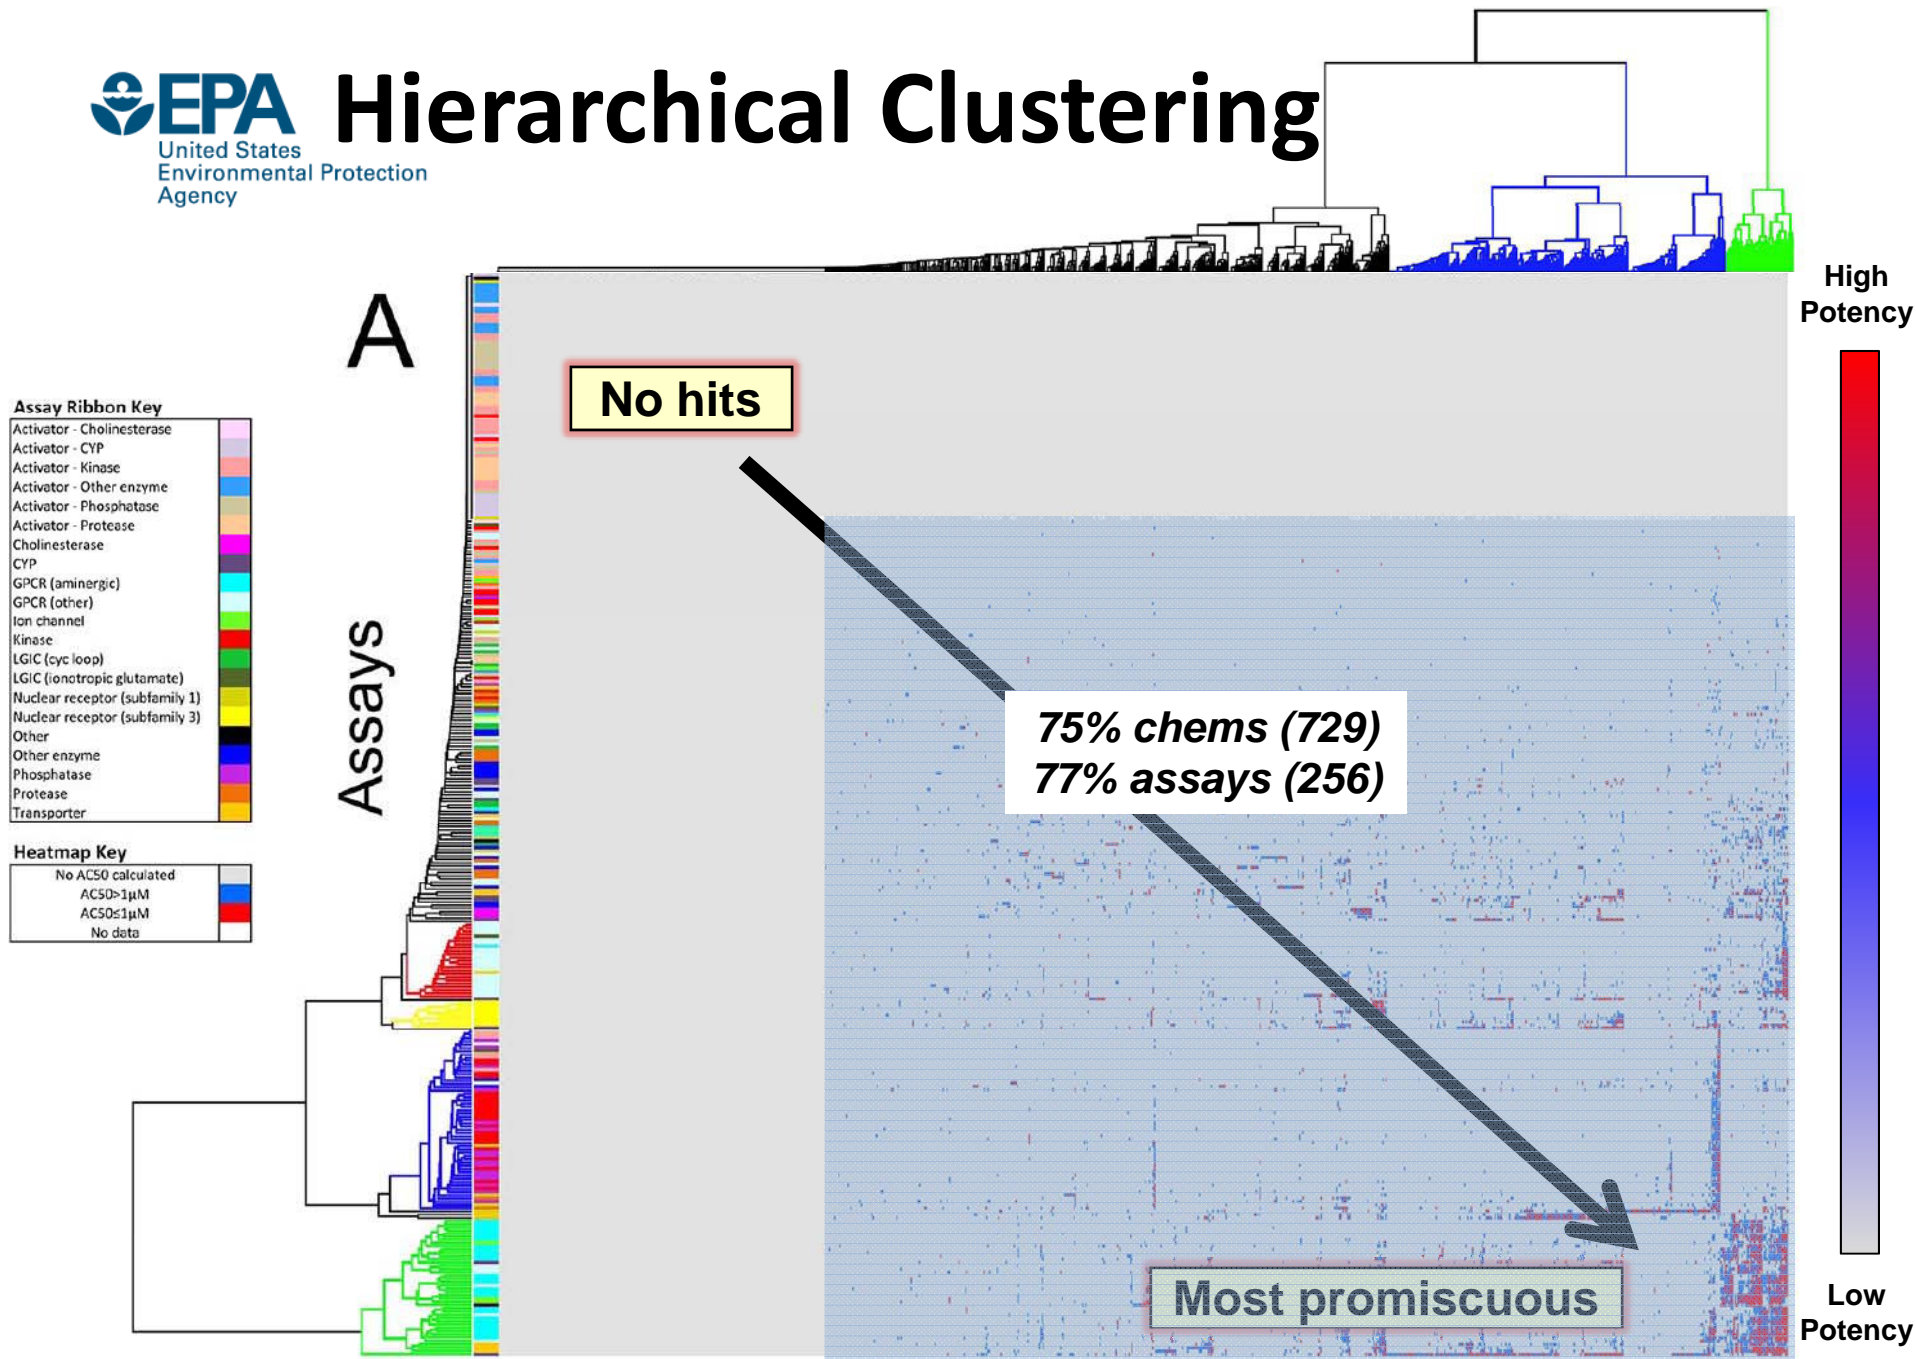 EPA
United States
Environmental Protection
Agency
Hierarchical Clustering
A
Assays
No hits
75% chems (729)
77% assays (256)
Most promiscuous
High
Potency
Low
Potency
Assay Ribbon Key
Activator - Cholinesterase
Activator - CYP
Activator - Kinase
Activator - Other enzyme
Activator - Phosphatase
Activator - Protease
Cholinesterase
CYP
GPCR (aminergic)
GPCR (other)
Ion channel
Kinase
LGIC (cyc loop)
LGIC (ionotropic glutamate)
Nuclear receptor (subfamily 1)
Nuclear receptor (subfamily 3)
Other
Other enzyme
Phosphatase
Protease
Transporter
Heatmap Key
No AC50 calculated
AC50>1μM
AC50≤1μM
No data